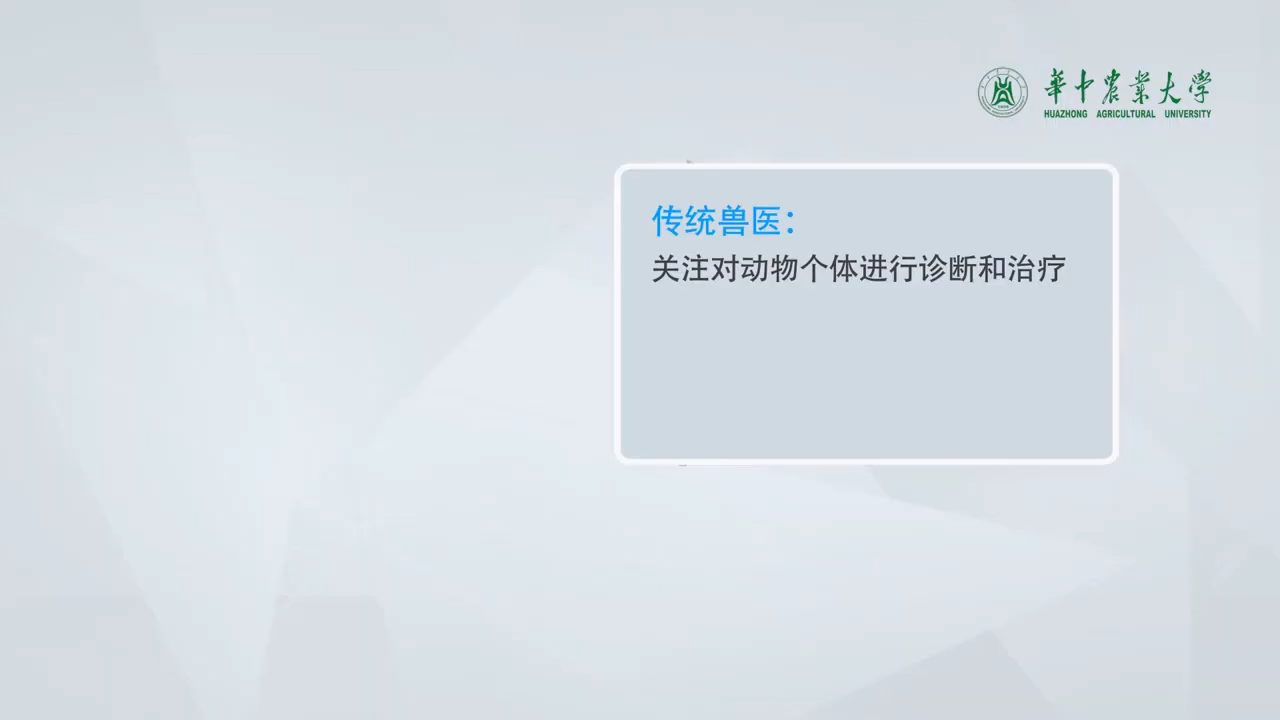 華中農業大学
HUAZHONG AGRICULTURAL UNIVERSITY
传统兽医：
关注对动物个体进行诊断和治疗